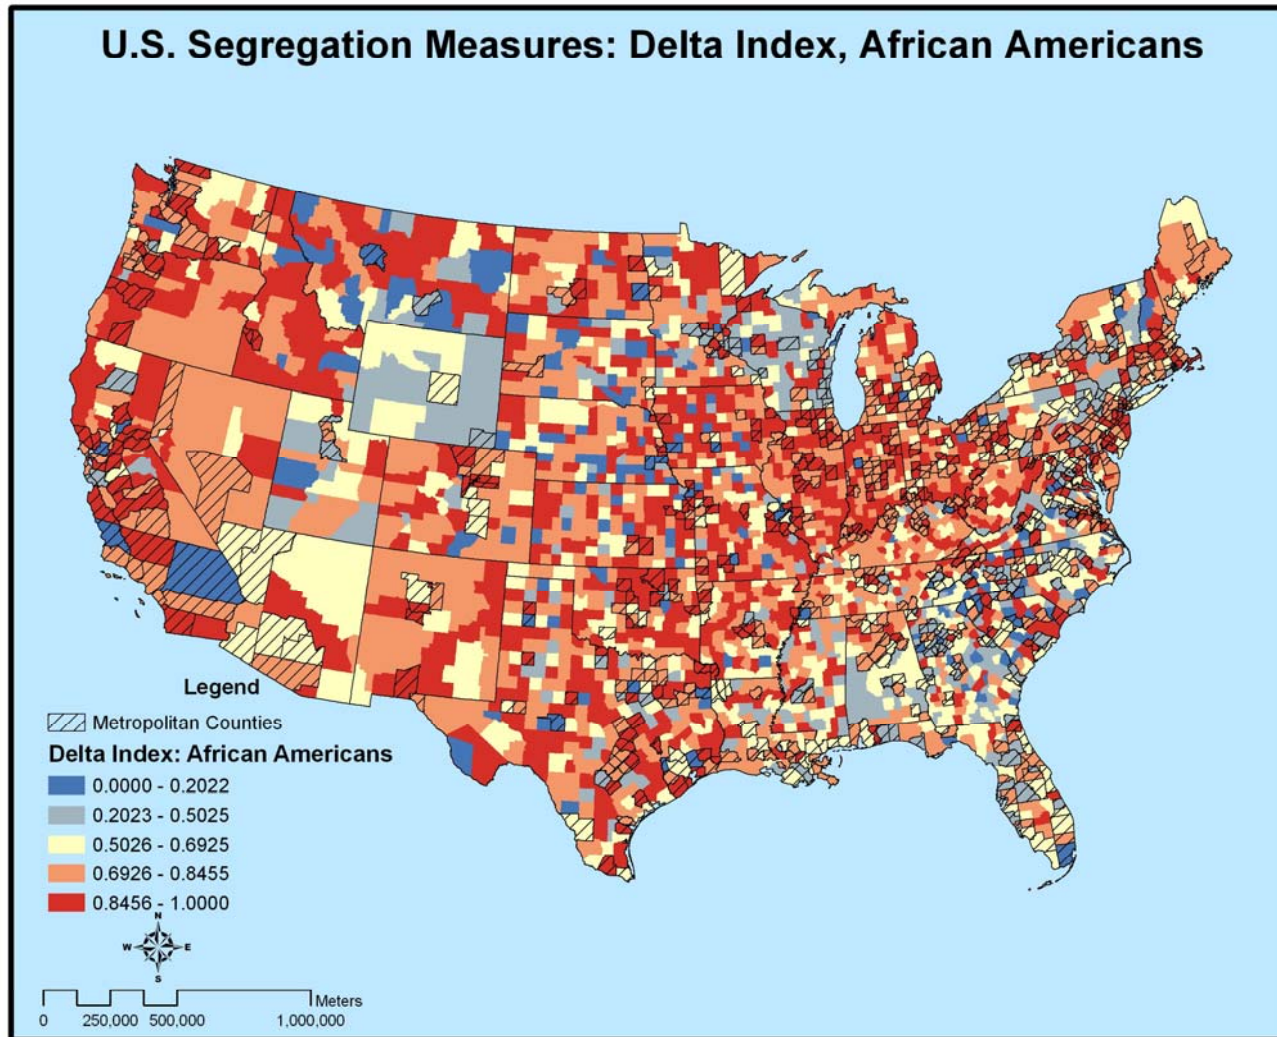 U.S. Segregation Measures: Delta Index, African Americans
Legend
Metropolitan Counties
Delta Index: African Americans
0.0000 - 0.2022
0.2023 - 0.5025
0.5026 - 0.6925
0.6926 - 0.8455
0.8456 - 1.0000
N
W E
S
Meters
0 250,000 500,000 1,000,000